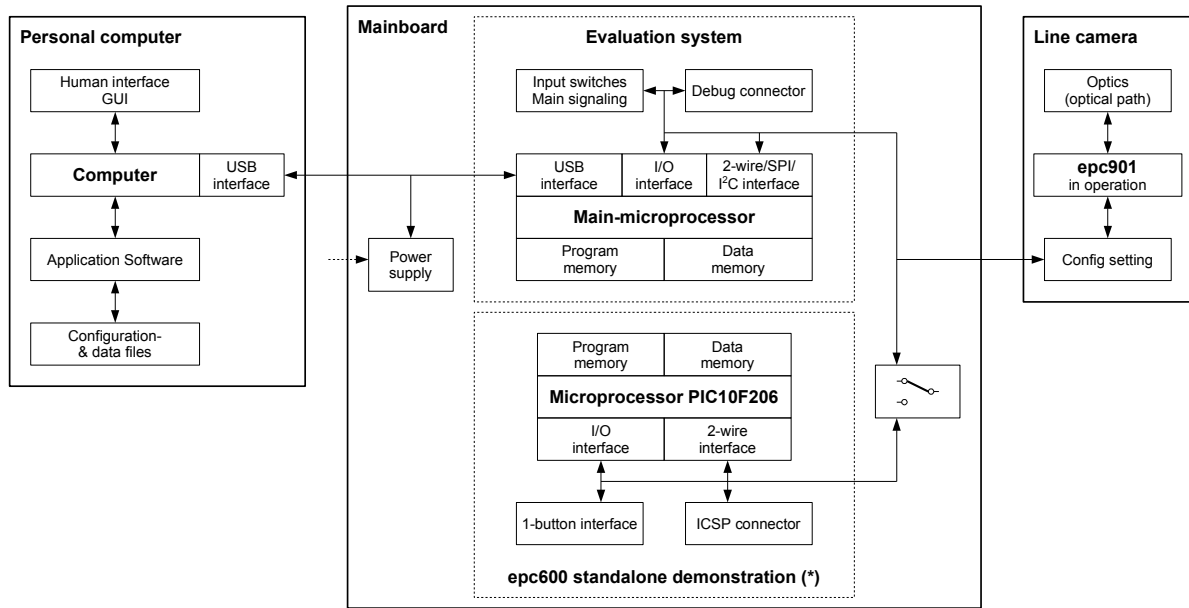 Personal computer
Human interface
GUI
Computer
USB
interface
Application Software
Configuration-
& data files
Mainboard
Evaluation system
Input switches
Main signaling
Debug connector
USB
interface
I/O
interface
2-wire/SPI/
I²C interface
Main-microprocessor
Program
memory
Data
memory
Power
supply
Program
memory
Data
memory
Microprocessor PIC10F206
I/O
interface
2-wire
interface
1-button interface
ICSP connector
epc600 standalone demonstration (*)
Line camera
Optics
(optical path)
epc901
in operation
Config setting